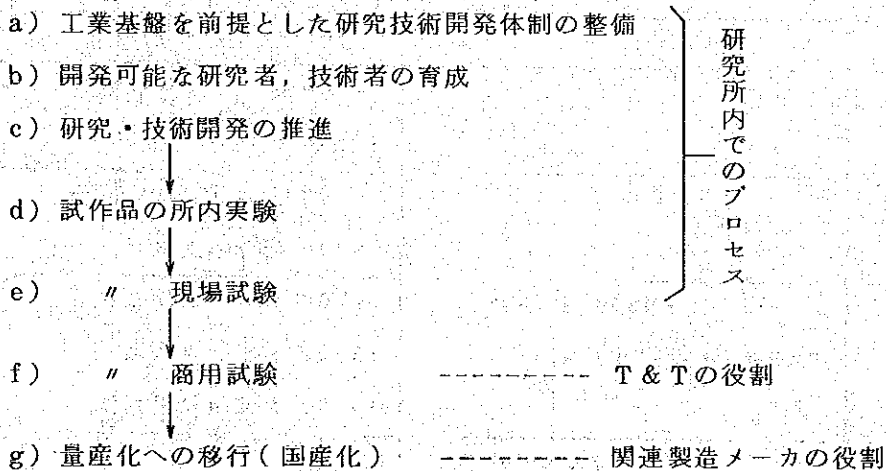 a) 工業基盤を前提とした研究技術開発体制の整備
b) 開発可能な研究者，技術者の育成
c) 研究・技術開発の推進
d) 試作品の所内実験
e) 〃 現場試験
研究所内でのプロセス
f) 〃 商用試験 --------- T＆Tの役割
g) 量産化への移行(国産化) --------- 関連製造メーカの役割